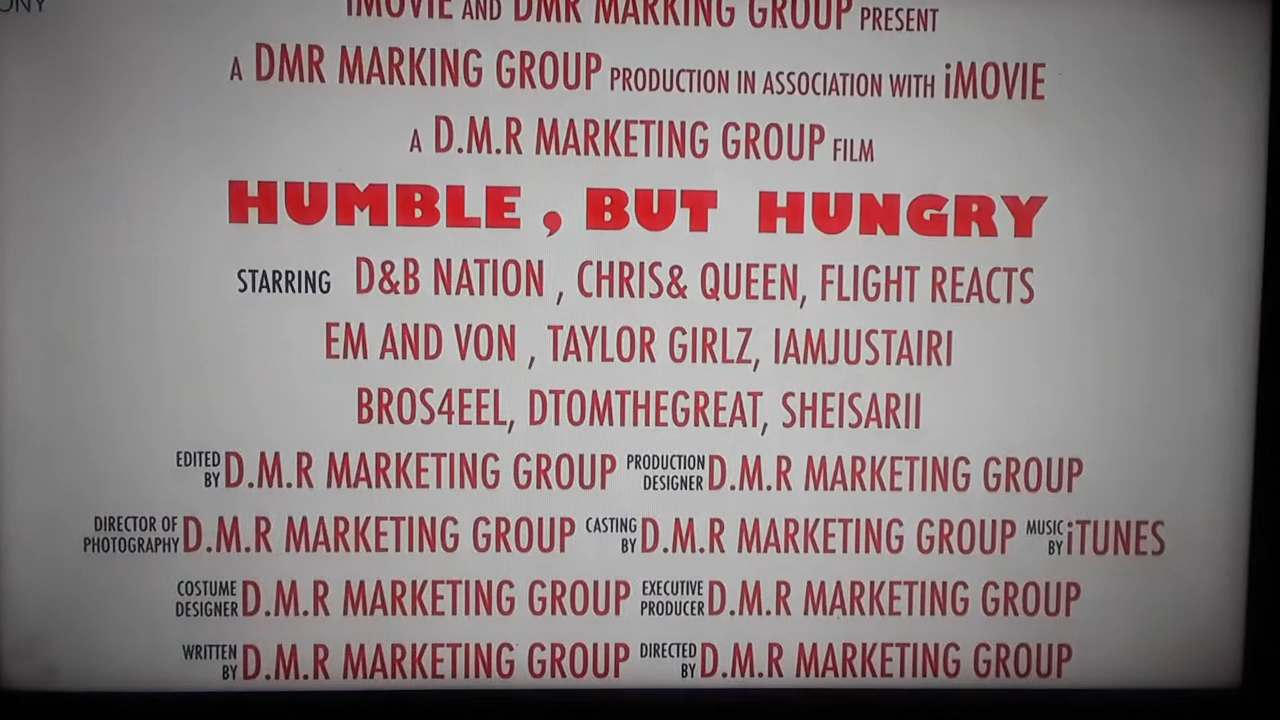 iMOVIE AND DMR MARKING GROUP PRESENT
A DMR MARKING GROUP PRODUCTION IN ASSOCIATION WITH iMOVIE
A D.M.R MARKETING GROUP FILM
HUMBLE , BUT HUNGRY
STARRING D&B NATION , CHRIS& QUEEN, FLIGHT REACTS
EM AND VON , TAYLOR GIRLZ, IAMJUSTAIRI
BROS4EEL, DTOMTHEGREAT, SHEISARII
EDITED BY D.M.R MARKETING GROUP PRODUCTION DESIGNER D.M.R MARKETING GROUP
DIRECTOR OF PHOTOGRAPHY D.M.R MARKETING GROUP CASTING BY D.M.R MARKETING GROUP MUSIC BY iTUNES
COSTUME DESIGNER D.M.R MARKETING GROUP EXECUTIVE PRODUCER D.M.R MARKETING GROUP
WRITTEN BY D.M.R MARKETING GROUP DIRECTED BY D.M.R MARKETING GROUP